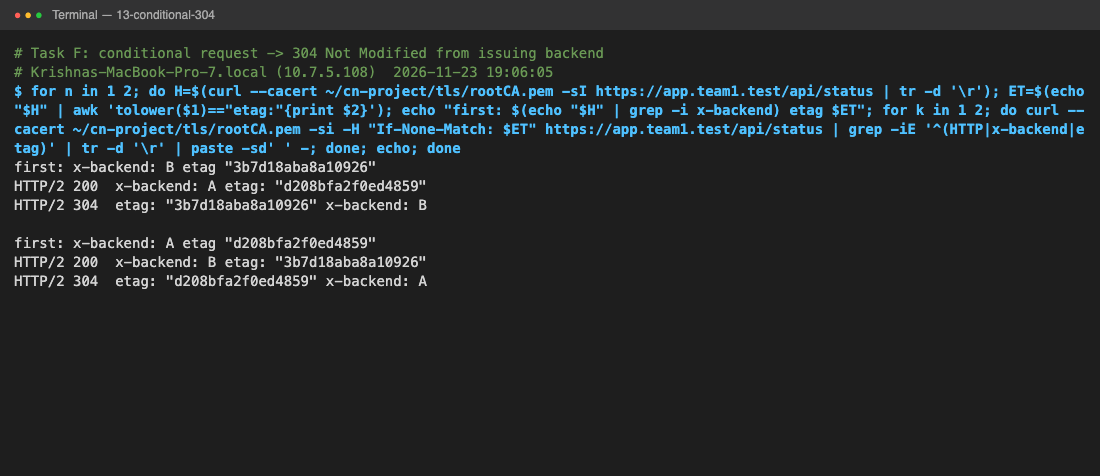 Terminal — 13-conditional-304
# Task F: conditional request -> 304 Not Modified from issuing backend
# Krishnas-MacBook-Pro-7.local (10.7.5.108)  2026-11-23 19:06:05
$ for n in 1 2; do H=$(curl --cacert ~/cn-project/tls/rootCA.pem -sI https://app.team1.test/api/status | tr -d '\r'); ET=$(echo
"$H" | awk 'tolower($1)=="etag:"{print $2}'); echo "first: $(echo "$H" | grep -i x-backend) etag $ET"; for k in 1 2; do curl --
cacert ~/cn-project/tls/rootCA.pem -si -H "If-None-Match: $ET" https://app.team1.test/api/status | grep -iE '^(HTTP|x-backend|e
tag)' | tr -d '\r' | paste -sd' ' -; done; echo; done
first: x-backend: B etag "3b7d18aba8a10926"
HTTP/2 200  x-backend: A etag: "d208bfa2f0ed4859"
HTTP/2 304  etag: "3b7d18aba8a10926" x-backend: B
first: x-backend: A etag "d208bfa2f0ed4859"
HTTP/2 200  x-backend: B etag: "3b7d18aba8a10926"
HTTP/2 304  etag: "d208bfa2f0ed4859" x-backend: A